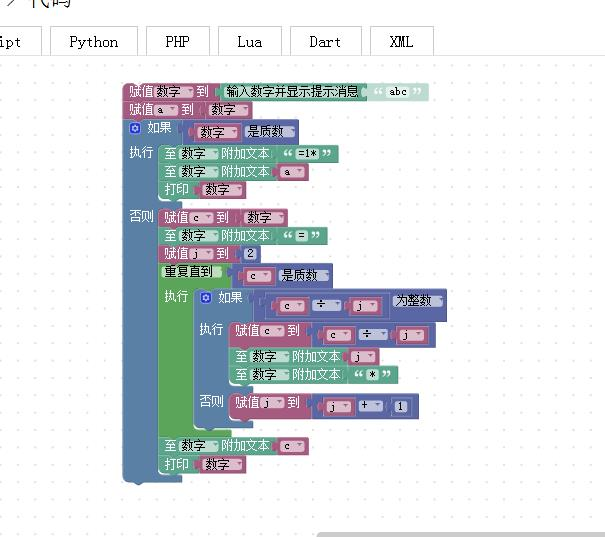 代码
ipt Python PHP Lua Dart XML
赋值 数字 到 输入数字并显示提示消息 “ abc ”
赋值 a 到 数字
如果 数字 是质数
执行 至 数字 附加文本 “ =1* ”
至 数字 附加文本 a
打印 数字
否则 赋值 c 到 数字
至 数字 附加文本 “ = ”
赋值 j 到 2
重复直到 c 是质数
执行 如果 c ÷ j 为整数
执行 赋值 c 到 c ÷ j
至 数字 附加文本 j
至 数字 附加文本 “ * ”
否则 赋值 j 到 j + 1
至 数字 附加文本 c
打印 数字